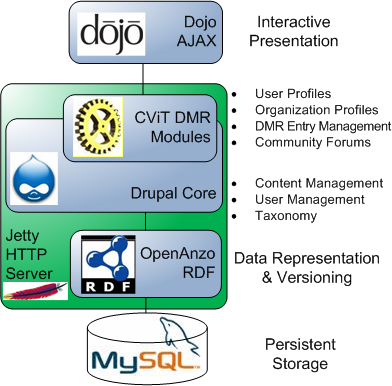 dōjō
Dojo
AJAX
Interactive
Presentation
CViT DMR
Modules
• User Profiles
• Organization Profiles
• DMR Entry Management
• Community Forums
Drupal Core
• Content Management
• User Management
• Taxonomy
Jetty
HTTP
Server
RDF
OpenAnzo
RDF
Data Representation
& Versioning
MySQL
Persistent
Storage